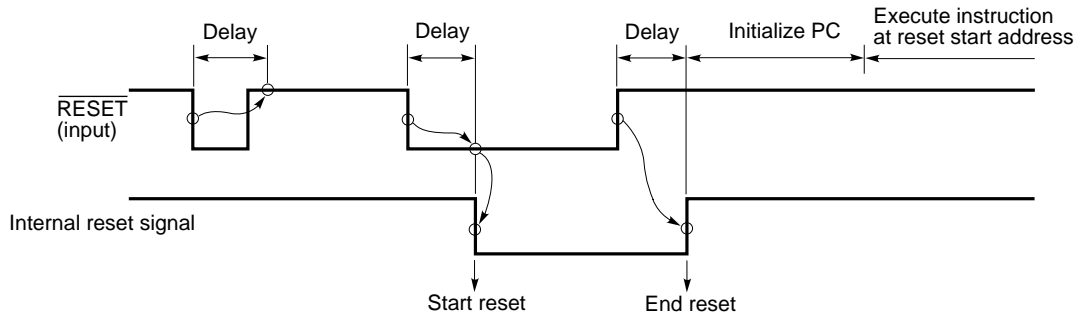 Delay
Delay
Delay
Initialize PC
Execute instruction
at reset start address
RESET
(input)
Internal reset signal
Start reset
End reset